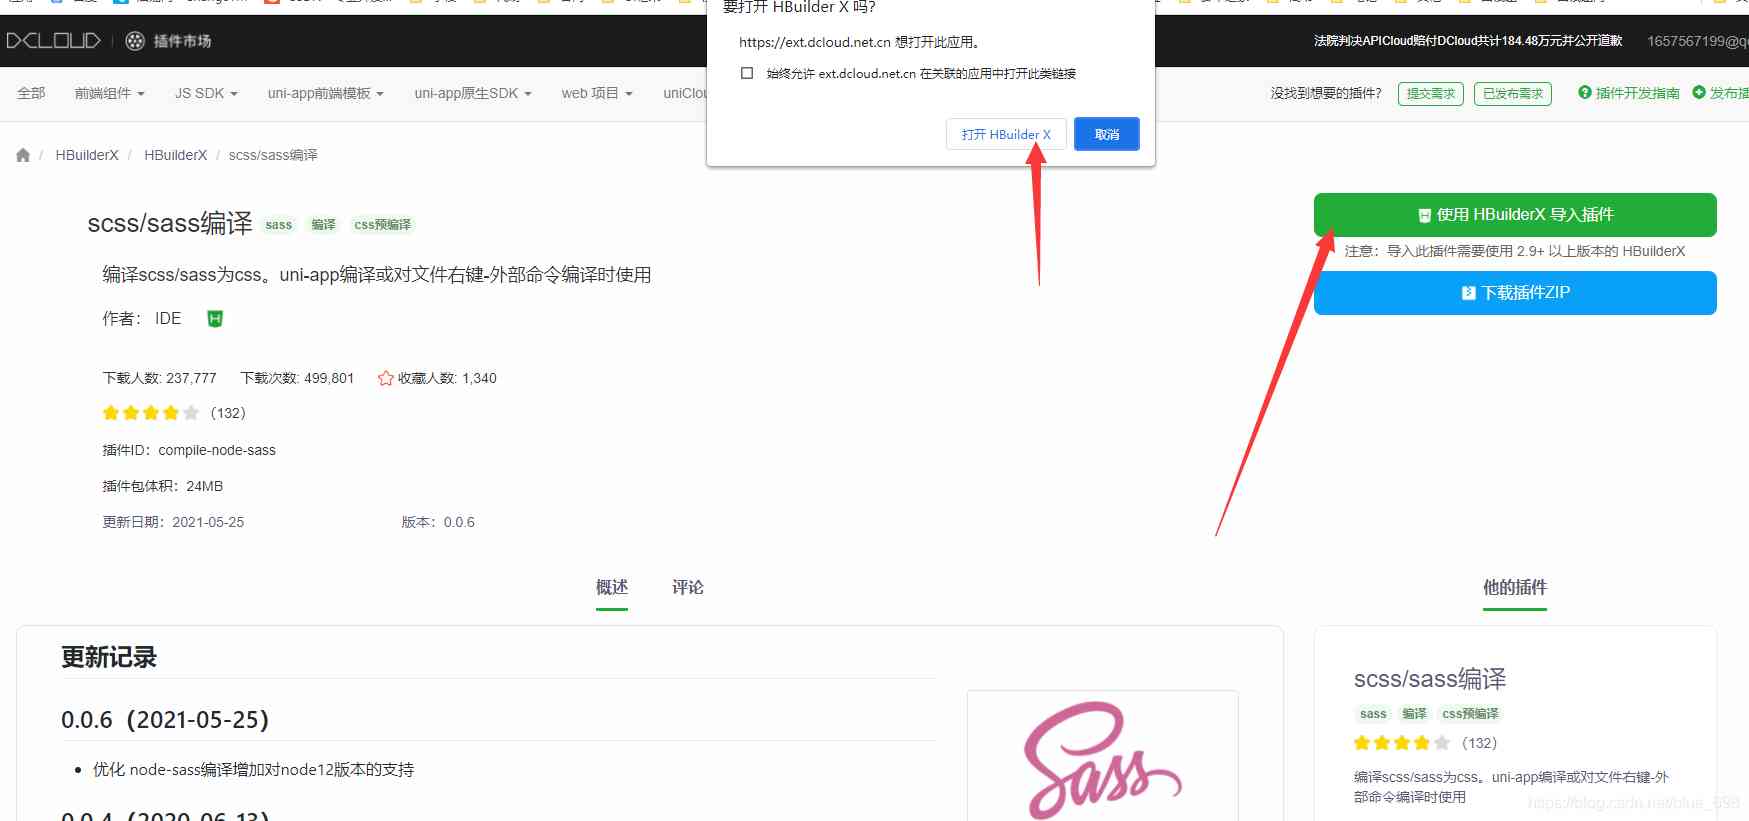 要打开 HBuilder X 吗?
https://ext.dcloud.net.cn 想打开此应用。
始终允许 ext.dcloud.net.cn 在关联的应用中打开此类链接
打开 HBuilder X
取消
DCLOUD
插件市场
法院判决APICloud赔付DCloud共计184.48万元并公开道歉
1657567199@q
全部
前端组件
JS SDK
uni-app前端模板
uni-app原生SDK
web 项目
uniClou
没找到想要的插件?
提交需求
已发布需求
插件开发指南
发布插
HBuilderX / HBuilderX / scss/sass编译
scss/sass编译
sass
编译
css预编译
编译scss/sass为css。uni-app编译或对文件右键-外部命令编译时使用
作者: IDE
下载人数: 237,777
下载次数: 499,801
收藏人数: 1,340
(132)
插件ID: compile-node-sass
插件包体积: 24MB
更新日期: 2021-05-25
版本: 0.0.6
使用 HBuilderX 导入插件
注意: 导入此插件需要使用 2.9+ 以上版本的 HBuilderX
下载插件ZIP
概述
评论
他的插件
更新记录
0.0.6（2021-05-25）
优化 node-sass编译增加对node12版本的支持
0.0.4（2020-06-13）
Sass
scss/sass编译
sass
编译
css预编译
(132)
编译scss/sass为css。uni-app编译或对文件右键-外
部命令编译时使用
https://blog.csdn.net/blue_698